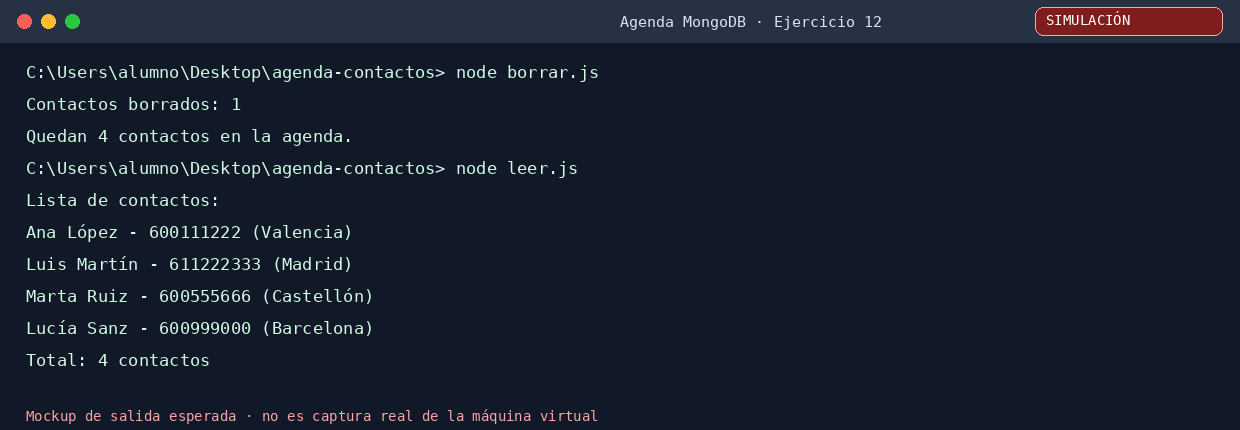 Agenda MongoDB · Ejercicio 12
SIMULACIÓN
C:\Users\alumno\Desktop\agenda-contactos> node borrar.js
Contactos borrados: 1
Quedan 4 contactos en la agenda.
C:\Users\alumno\Desktop\agenda-contactos> node leer.js
Lista de contactos:
Ana López - 600111222 (Valencia)
Luis Martín - 611222333 (Madrid)
Marta Ruiz - 600555666 (Castellón)
Lucía Sanz - 600999000 (Barcelona)
Total: 4 contactos
Mockup de salida esperada · no es captura real de la máquina virtual